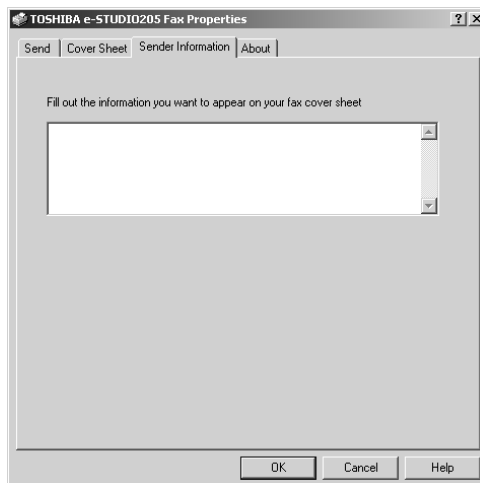 TOSHIBA e-STUDIO205 Fax Properties
Send Cover Sheet Sender Information About
Fill out the information you want to appear on your fax cover sheet
OK Cancel Help